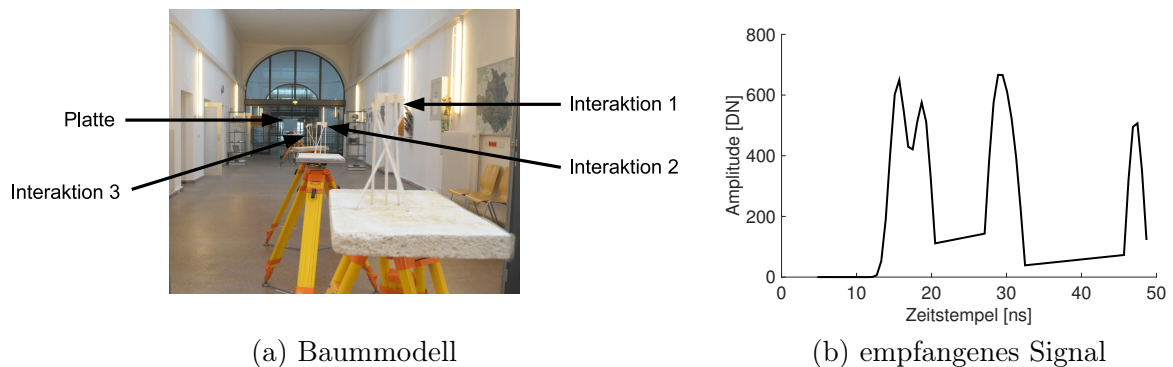 Platte
Interaktion 1
Interaktion 2
Interaktion 3
800
600
400
200
0
Amplitude [DN]
0 10 20 30 40 50
Zeitstempel [ns]
(a) Baummodell
(b) empfangenes Signal